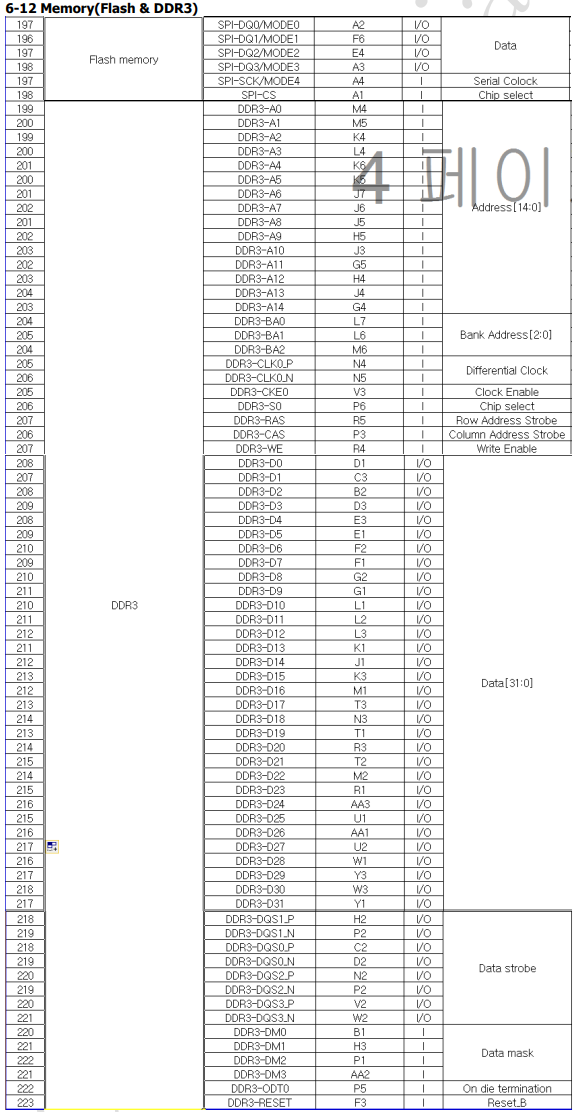 6-12 Memory(Flash & DDR3)
197 Flash memory SPI-DQ0/MODE0 A2 I/O Data
196 SPI-DQ1/MODE1 F6 I/O
197 SPI-DQ2/MODE2 E4 I/O
198 SPI-DQ3/MODE3 A3 I/O
197 SPI-SCK/MODE4 A4 I Serial Colock
198 SPI-CS A1 I Chip select
199 DDR3 DDR3-A0 M4 I Address[14:0]
200 DDR3-A1 M5 I
199 DDR3-A2 K4 I
200 DDR3-A3 L4 I
201 DDR3-A4 K6 I
200 DDR3-A5 K5 I
201 DDR3-A6 J7 I
202 DDR3-A7 J6 I
201 DDR3-A8 J5 I
202 DDR3-A9 H5 I
203 DDR3-A10 J3 I
202 DDR3-A11 G5 I
203 DDR3-A12 H4 I
204 DDR3-A13 J4 I
203 DDR3-A14 G4 I
204 DDR3-BA0 L7 I Bank Address[2:0]
205 DDR3-BA1 L6 I
204 DDR3-BA2 M6 I
205 DDR3-CLK0_P N4 I Differential Clock
206 DDR3-CLK0_N N5 I
205 DDR3-CKE0 V3 I Clock Enable
206 DDR3-S0 P6 I Chip select
207 DDR3-RAS R5 I Row Address Strobe
206 DDR3-CAS P3 I Column Address Strobe
207 DDR3-WE R4 I Write Enable
208 DDR3-D0 D1 I/O Data[31:0]
207 DDR3-D1 C3 I/O
208 DDR3-D2 B2 I/O
209 DDR3-D3 D3 I/O
208 DDR3-D4 E3 I/O
209 DDR3-D5 E1 I/O
210 DDR3-D6 F2 I/O
209 DDR3-D7 F1 I/O
210 DDR3-D8 G2 I/O
211 DDR3-D9 G1 I/O
210 DDR3-D10 L1 I/O
211 DDR3-D11 L2 I/O
212 DDR3-D12 L3 I/O
211 DDR3-D13 K1 I/O
212 DDR3-D14 J1 I/O
213 DDR3-D15 K3 I/O
212 DDR3-D16 M1 I/O
213 DDR3-D17 T3 I/O
214 DDR3-D18 N3 I/O
213 DDR3-D19 T1 I/O
214 DDR3-D20 R3 I/O
215 DDR3-D21 T2 I/O
214 DDR3-D22 M2 I/O
215 DDR3-D23 R1 I/O
216 DDR3-D24 AA3 I/O
215 DDR3-D25 U1 I/O
216 DDR3-D26 AA1 I/O
217 DDR3-D27 U2 I/O
216 DDR3-D28 W1 I/O
217 DDR3-D29 Y3 I/O
218 DDR3-D30 W3 I/O
217 DDR3-D31 Y1 I/O
218 DDR3-DQS1_P H2 I/O Data strobe
219 DDR3-DQS1_N P2 I/O
218 DDR3-DQS0_P C2 I/O
219 DDR3-DQS0_N D2 I/O
220 DDR3-DQS2_P N2 I/O
219 DDR3-DQS2_N P2 I/O
220 DDR3-DQS3_P V2 I/O
221 DDR3-DQS3_N W2 I/O
220 DDR3-DM0 B1 I Data mask
221 DDR3-DM1 H3 I
222 DDR3-DM2 P1 I
221 DDR3-DM3 AA2 I
222 DDR3-ODT0 P5 I On die termination
223 DDR3-RESET F3 I Reset_B
4 페이